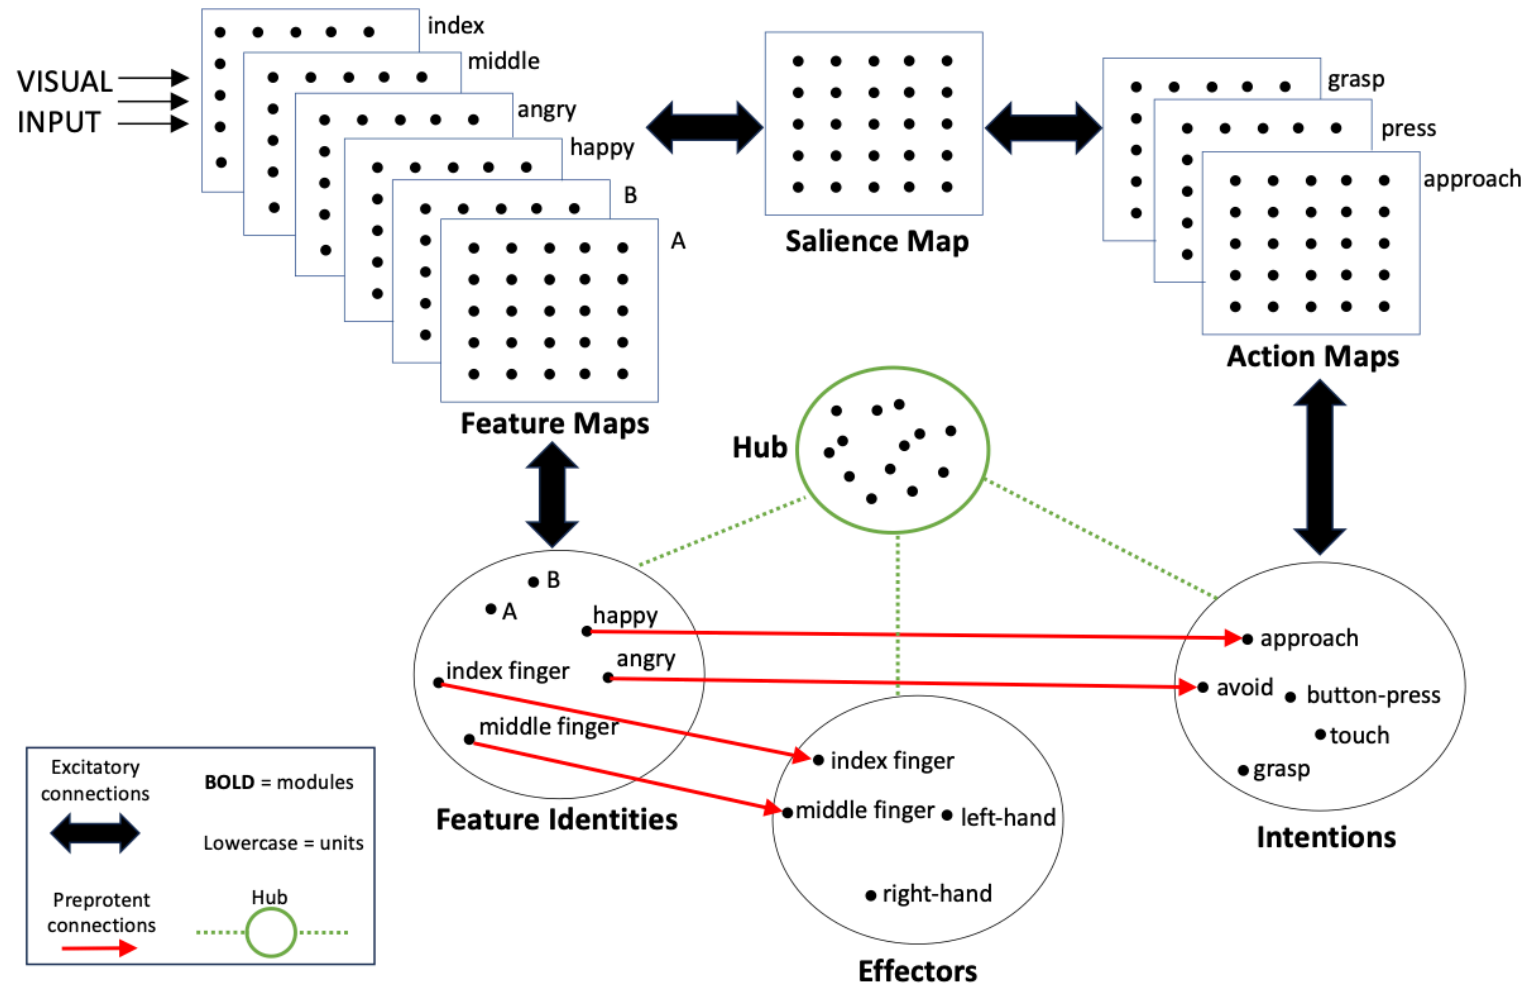 VISUAL
INPUT
index
middle
angry
happy
B
A
Feature Maps
Salience Map
grasp
press
approach
Action Maps
Hub
B
A
happy
angry
index finger
middle finger
Feature Identities
index finger
middle finger
left-hand
right-hand
Effectors
approach
avoid
button-press
touch
grasp
Intentions
Excitatory
connections
BOLD = modules
Lowercase = units
Preprotent
connections
Hub